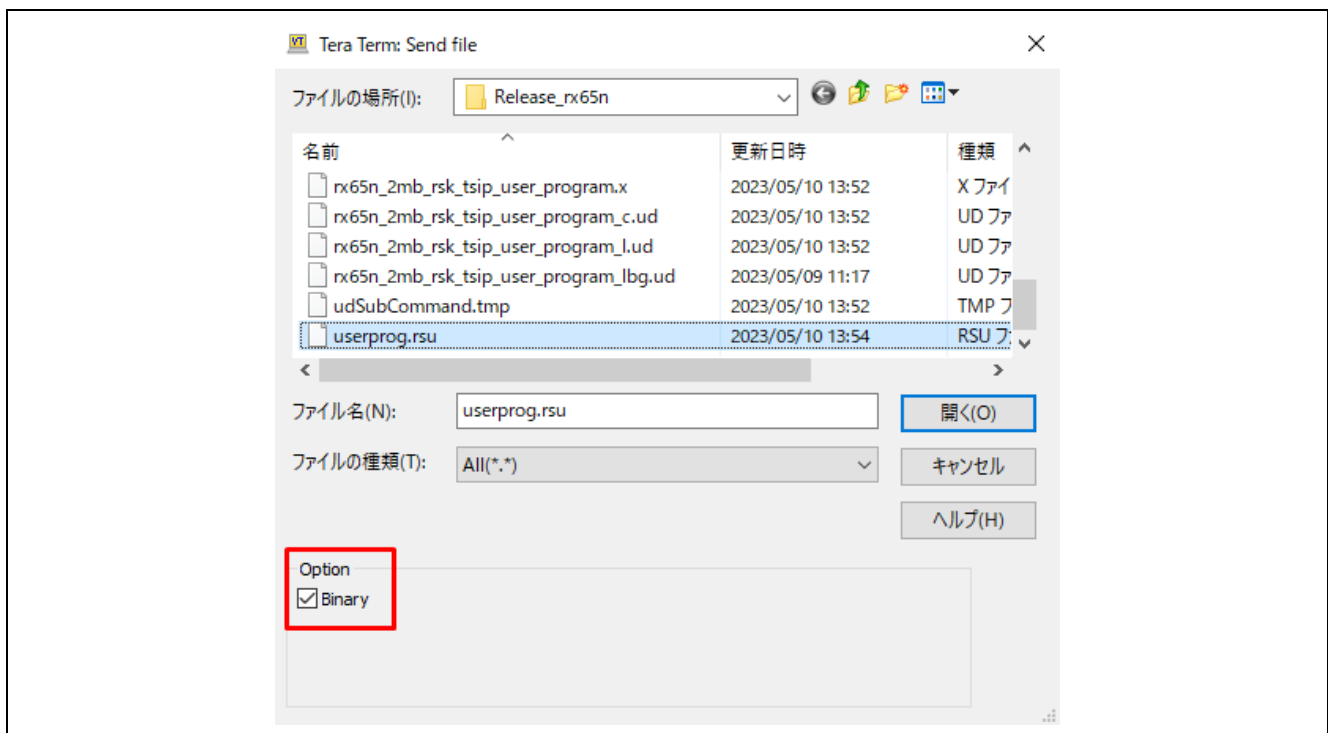 Tera Term: Send file
ファイルの場所(I): Release_rx65n
名前 更新日時 種類
rx65n_2mb_rsk_tsip_user_program.x 2023/05/10 13:52 X ファイ
rx65n_2mb_rsk_tsip_user_program_c.ud 2023/05/10 13:52 UD ファ
rx65n_2mb_rsk_tsip_user_program_l.ud 2023/05/10 13:52 UD ファ
rx65n_2mb_rsk_tsip_user_program_lbg.ud 2023/05/09 11:17 UD ファ
udSubCommand.tmp 2023/05/10 13:52 TMP フ
userprog.rsu 2023/05/10 13:54 RSU フ
ファイル名(N): userprog.rsu 開く(O)
ファイルの種類(T): All(*.*) キャンセル
ヘルプ(H)
Option
Binary